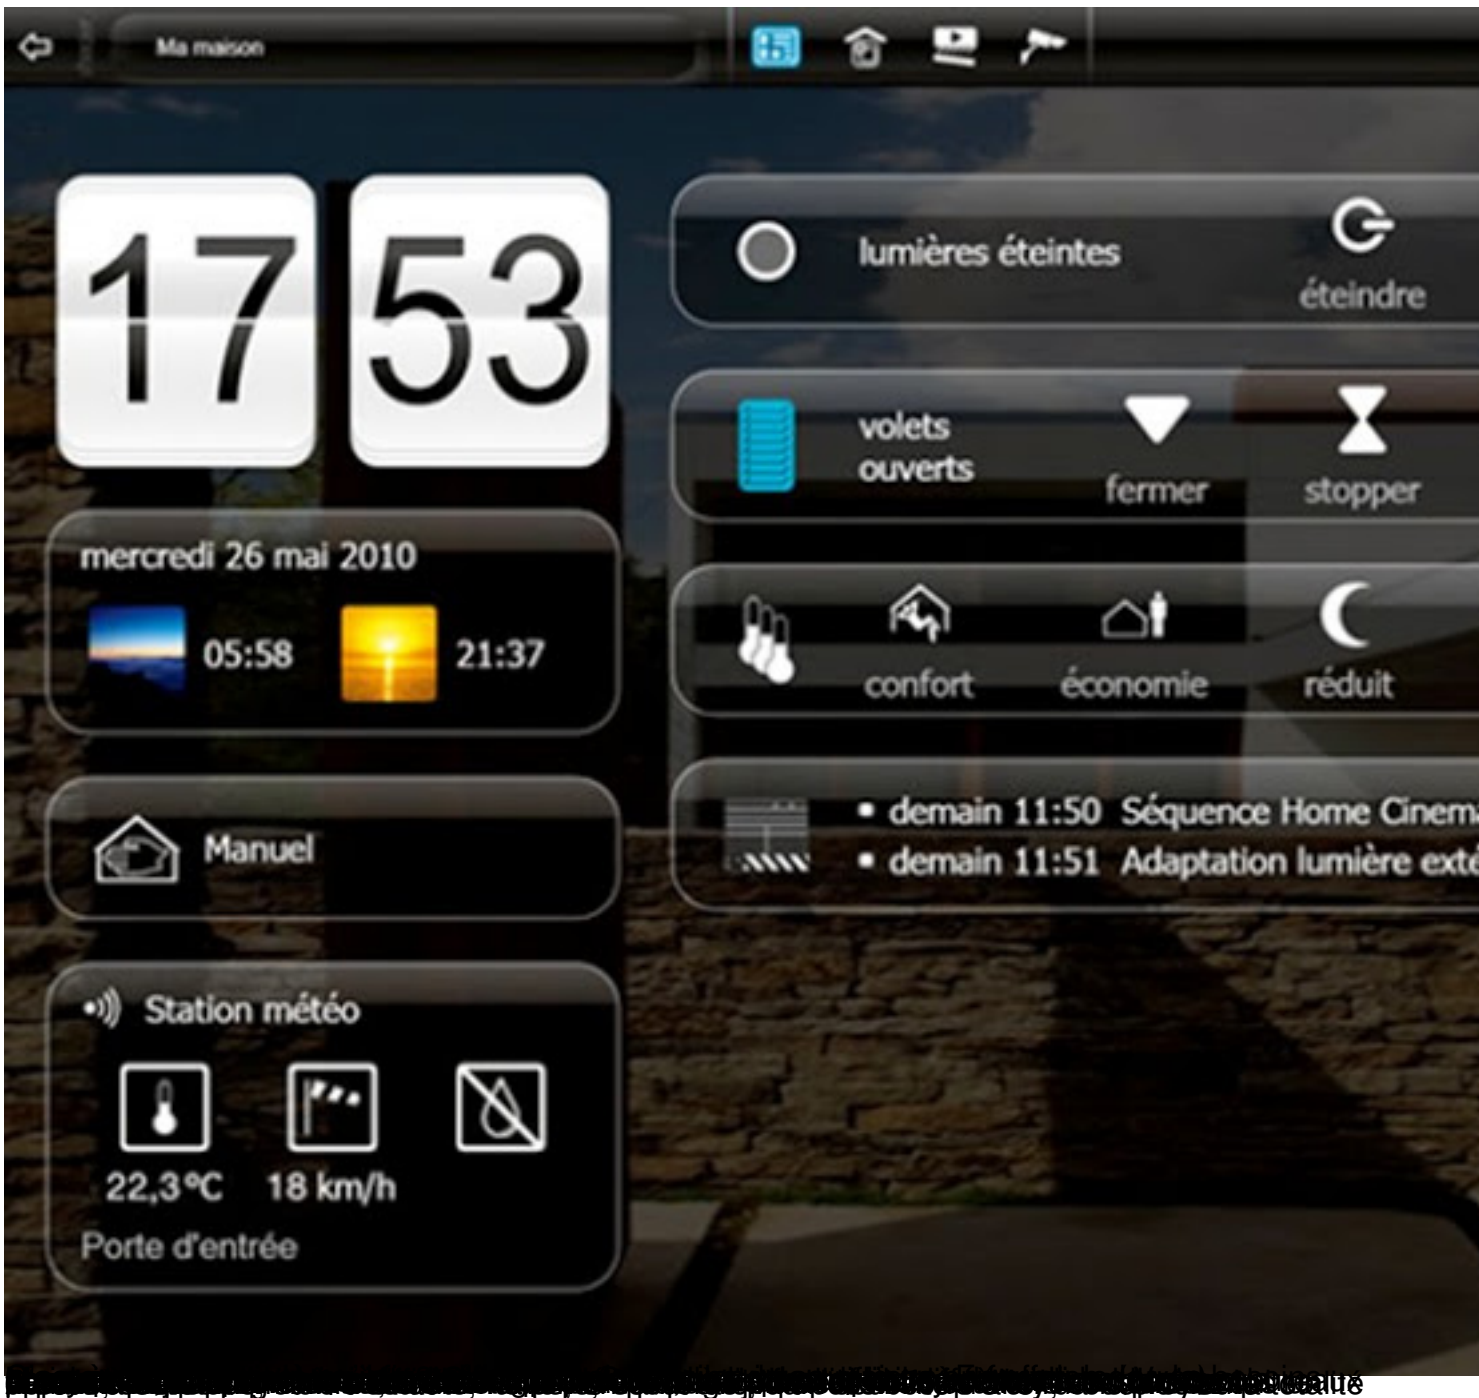 Ma maison
17 53
mercredi 26 mai 2010
05:58 21:37
Manuel
Station météo
22,3°C 18 km/h
Porte d'entrée
lumières éteintes
éteindre
volets
ouverts
fermer stopper
confort économie réduit
▪ demain 11:50 Séquence Home Cinem
▪ demain 11:51 Adaptation lumière exté